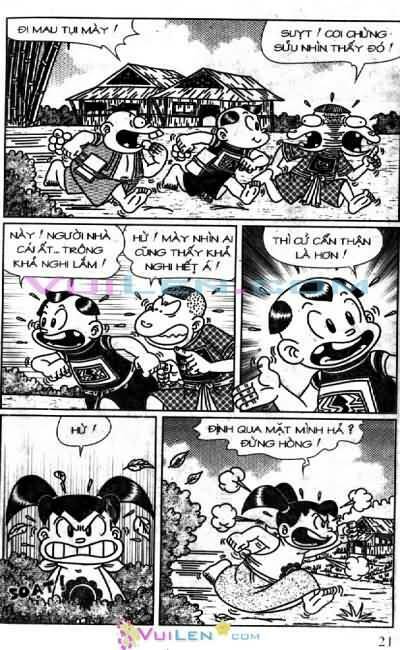 ĐI MAU TỤI MÀY!
SUỴT! COI CHỪNG
SỬU NHÌN THẤY ĐÓ!
NÀY! NGƯỜI NHÀ
CÁI ẤT... TRÔNG
KHẢ NGHI LẮM!
HỪ! MÀY NHÌN AI
CŨNG THẤY KHẢ
NGHI HẾT Á!
THÌ CỨ CẨN THẬN
LÀ HƠN!
VuiLen.com
HỪ!
SOẠT
ĐỊNH QUA MẶT MÌNH HẢ?
ĐỪNG HÒNG!
21
VuiLen.com